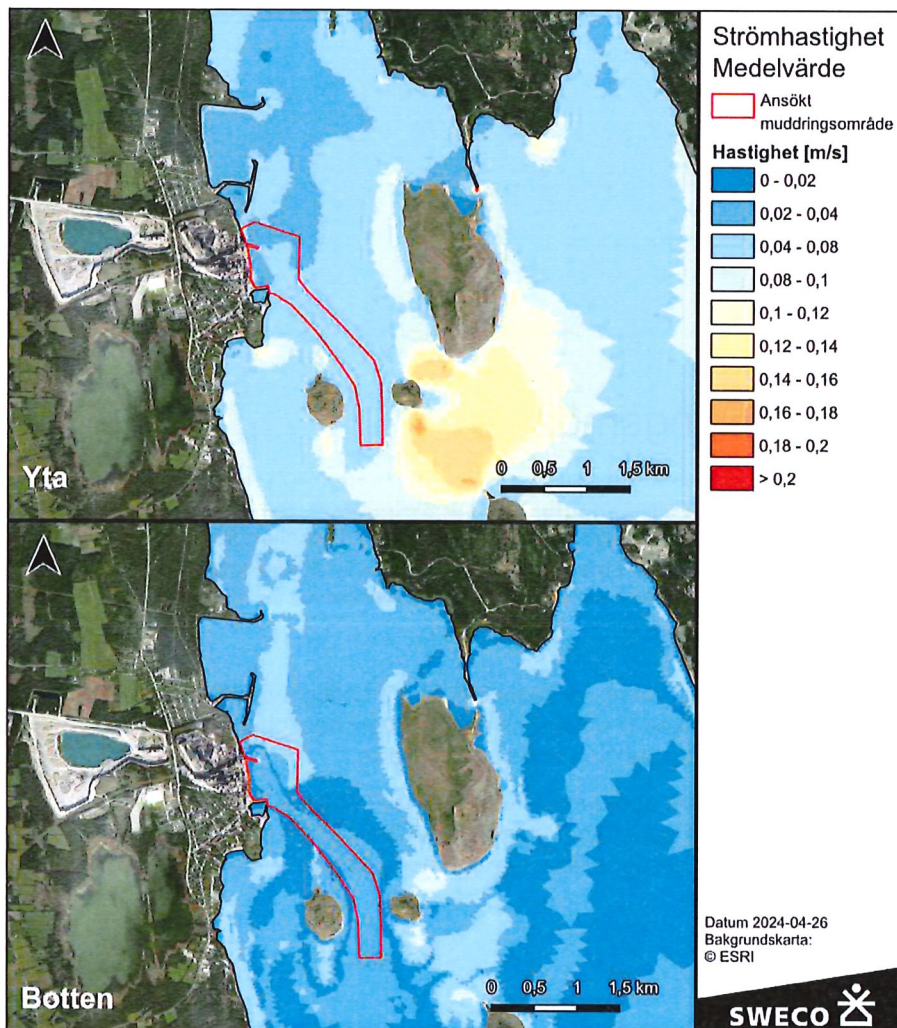 Strömhastighet
Medelvärde
Ansökt
muddringsområde
Hastighet [m/s]
0 - 0,02
0,02 - 0,04
0,04 - 0,08
0,08 - 0,1
0,1 - 0,12
0,12 - 0,14
0,14 - 0,16
0,16 - 0,18
0,18 - 0,2
> 0,2
Yta
0 0,5 1 1,5 km
Botten
0 0,5 1 1,5 km
Datum 2024-04-26
Bakgrundskarta:
© ESRI
SWECO